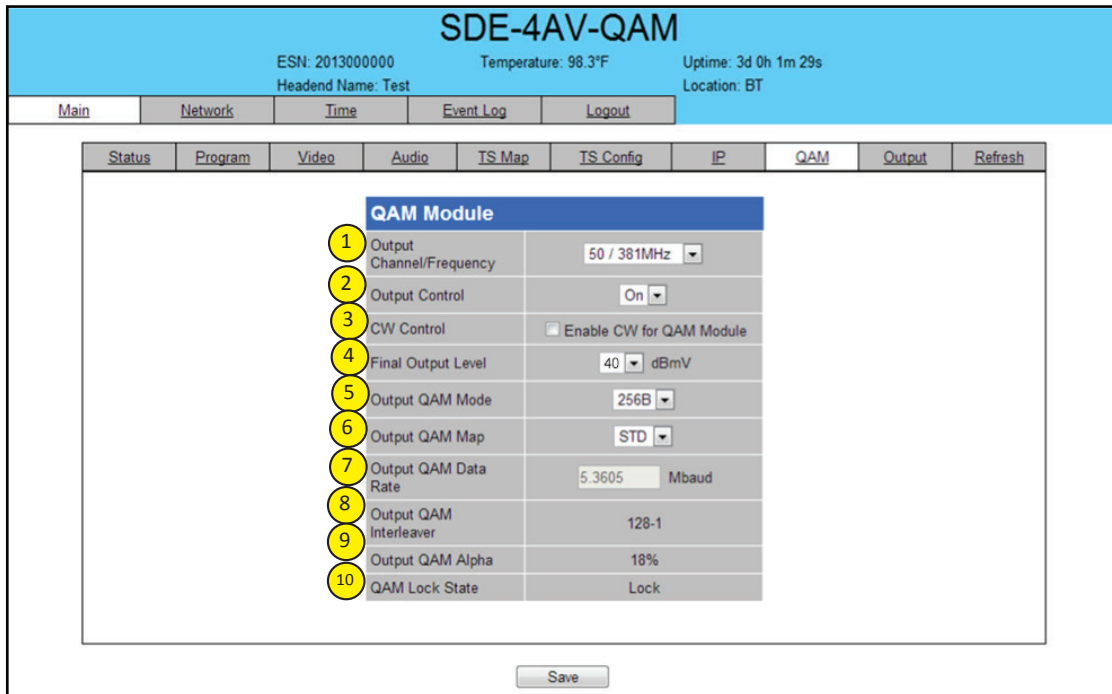 SDE-4AV-QAM
ESN: 2013000000 Temperature: 98.3°F Uptime: 3d 0h 1m 29s
Headend Name: Test Location: BT
Main Network Time Event Log Logout
Status Program Video Audio TS Map TS Config IP QAM Output Refresh
QAM Module
1 Output Channel/Frequency 50 / 381MHz
2 Output Control On
3 CW Control Enable CW for QAM Module
4 Final Output Level 40 dBmV
5 Output QAM Mode 256B
6 Output QAM Map STD
7 Output QAM Data Rate 5.3605 Mbaud
8 Output QAM Interleaver 128-1
9 Output QAM Alpha 18%
10 QAM Lock State Lock
Save